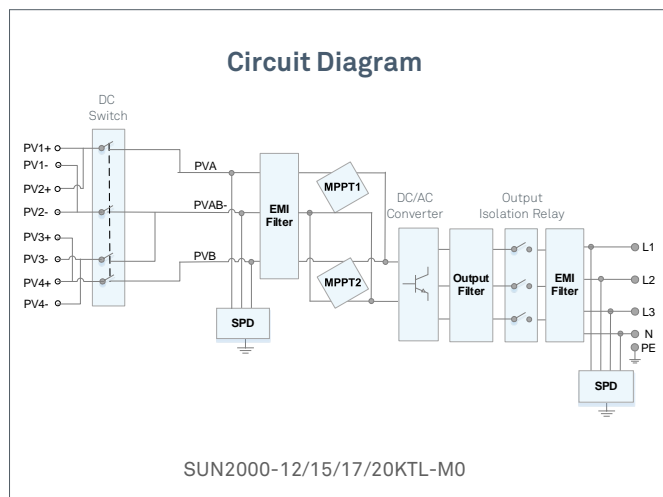 Circuit Diagram
DC
Switch
PV1+
PV1-
PV2+
PV2-
PV3+
PV3-
PV4+
PV4-
PVA
PVAB-
PVB
SPD
EMI
Filter
MPPT1
MPPT2
DC/AC
Converter
Output
Filter
Output
Isolation Relay
EMI
Filter
L1
L2
L3
N
PE
SPD
SUN2000-12/15/17/20KTL-M0